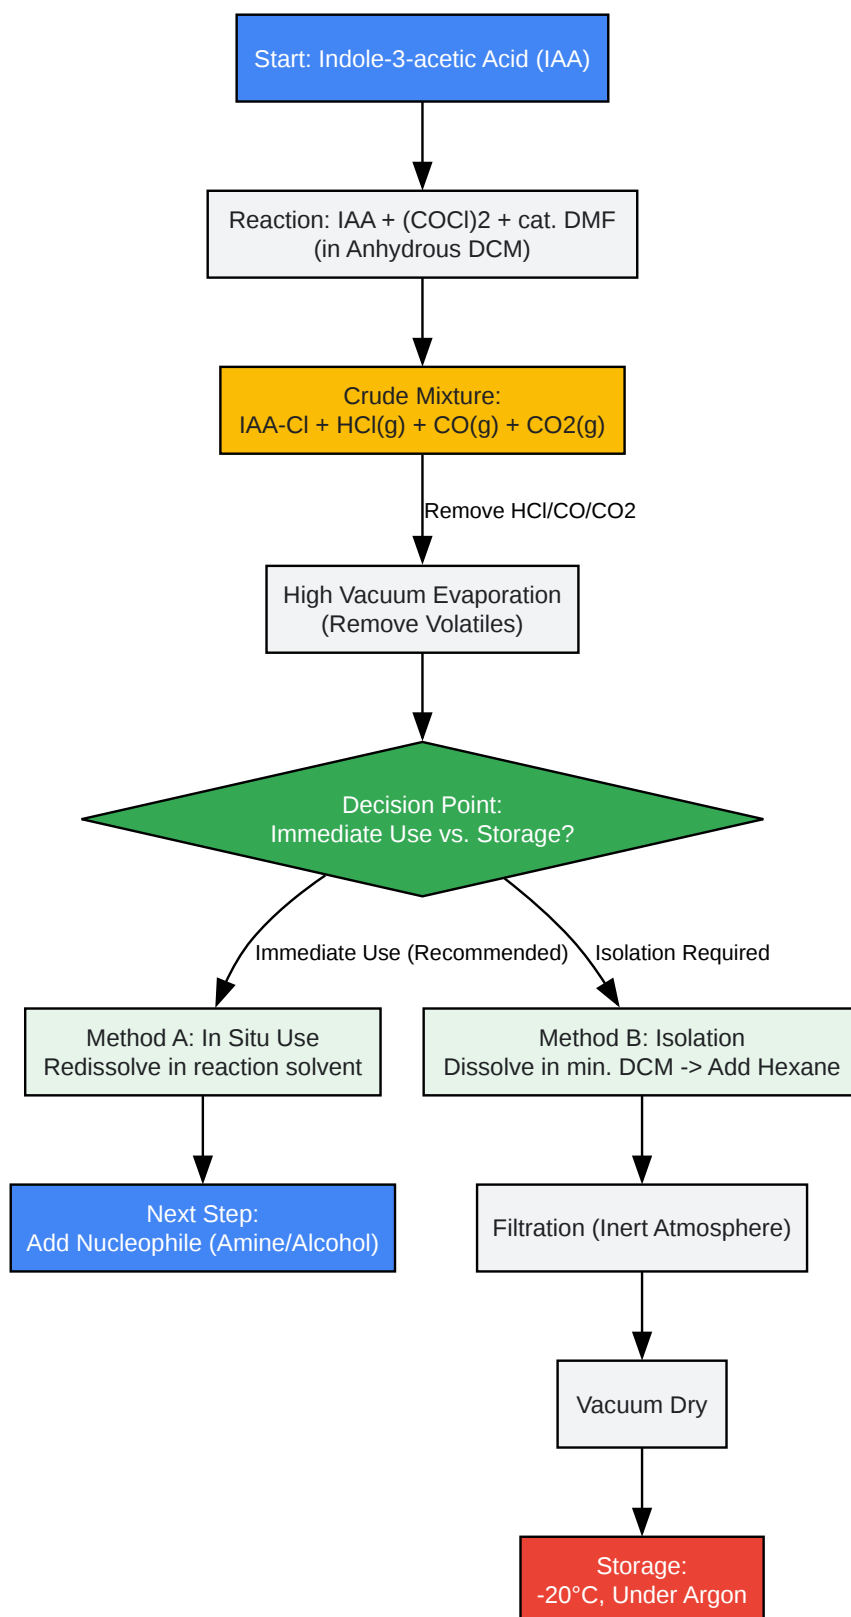 Start: Indole-3-acetic Acid (IAA)
Reaction: IAA + (COCl)2 + cat. DMF
(in Anhydrous DCM)
Crude Mixture:
IAA-Cl + HCl(g) + CO(g) + CO2(g)
Remove HCl/CO/CO2
High Vacuum Evaporation
(Remove Volatiles)
Decision Point:
Immediate Use vs. Storage?
Immediate Use (Recommended)
Isolation Required
Method A: In Situ Use
Redissolve in reaction solvent
Method B: Isolation
Dissolve in min. DCM -> Add Hexane
Next Step:
Add Nucleophile (Amine/Alcohol)
Filtration (Inert Atmosphere)
Vacuum Dry
Storage:
-20°C, Under Argon